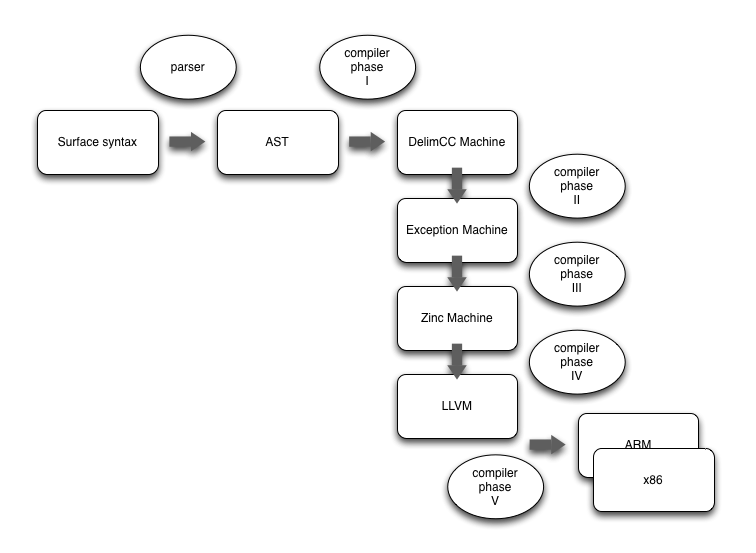 parser
compiler
phase
I
Surface syntax
AST
DelimCC Machine
compiler
phase
II
Exception Machine
compiler
phase
III
Zinc Machine
compiler
phase
IV
LLVM
ARM
compiler
phase
V
x86